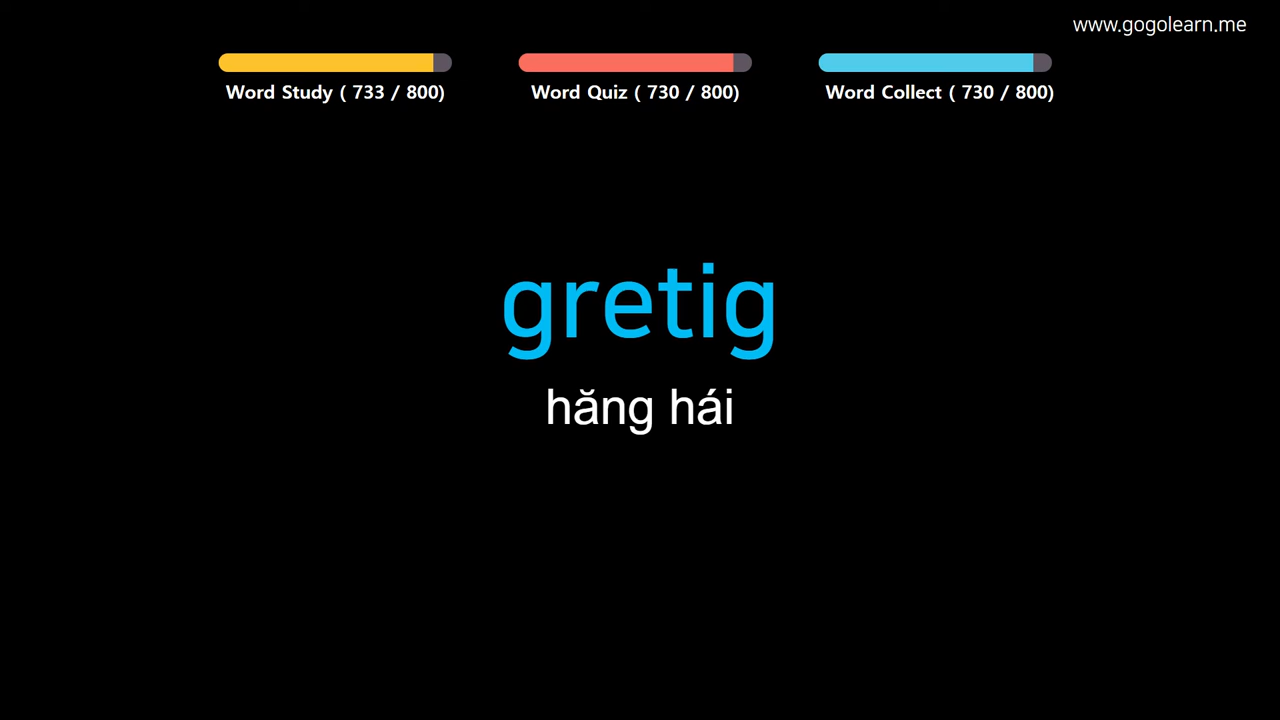 www.gogolearn.me
Word Study ( 733 / 800)
Word Quiz ( 730 / 800)
Word Collect ( 730 / 800)
gretig
hăng hái